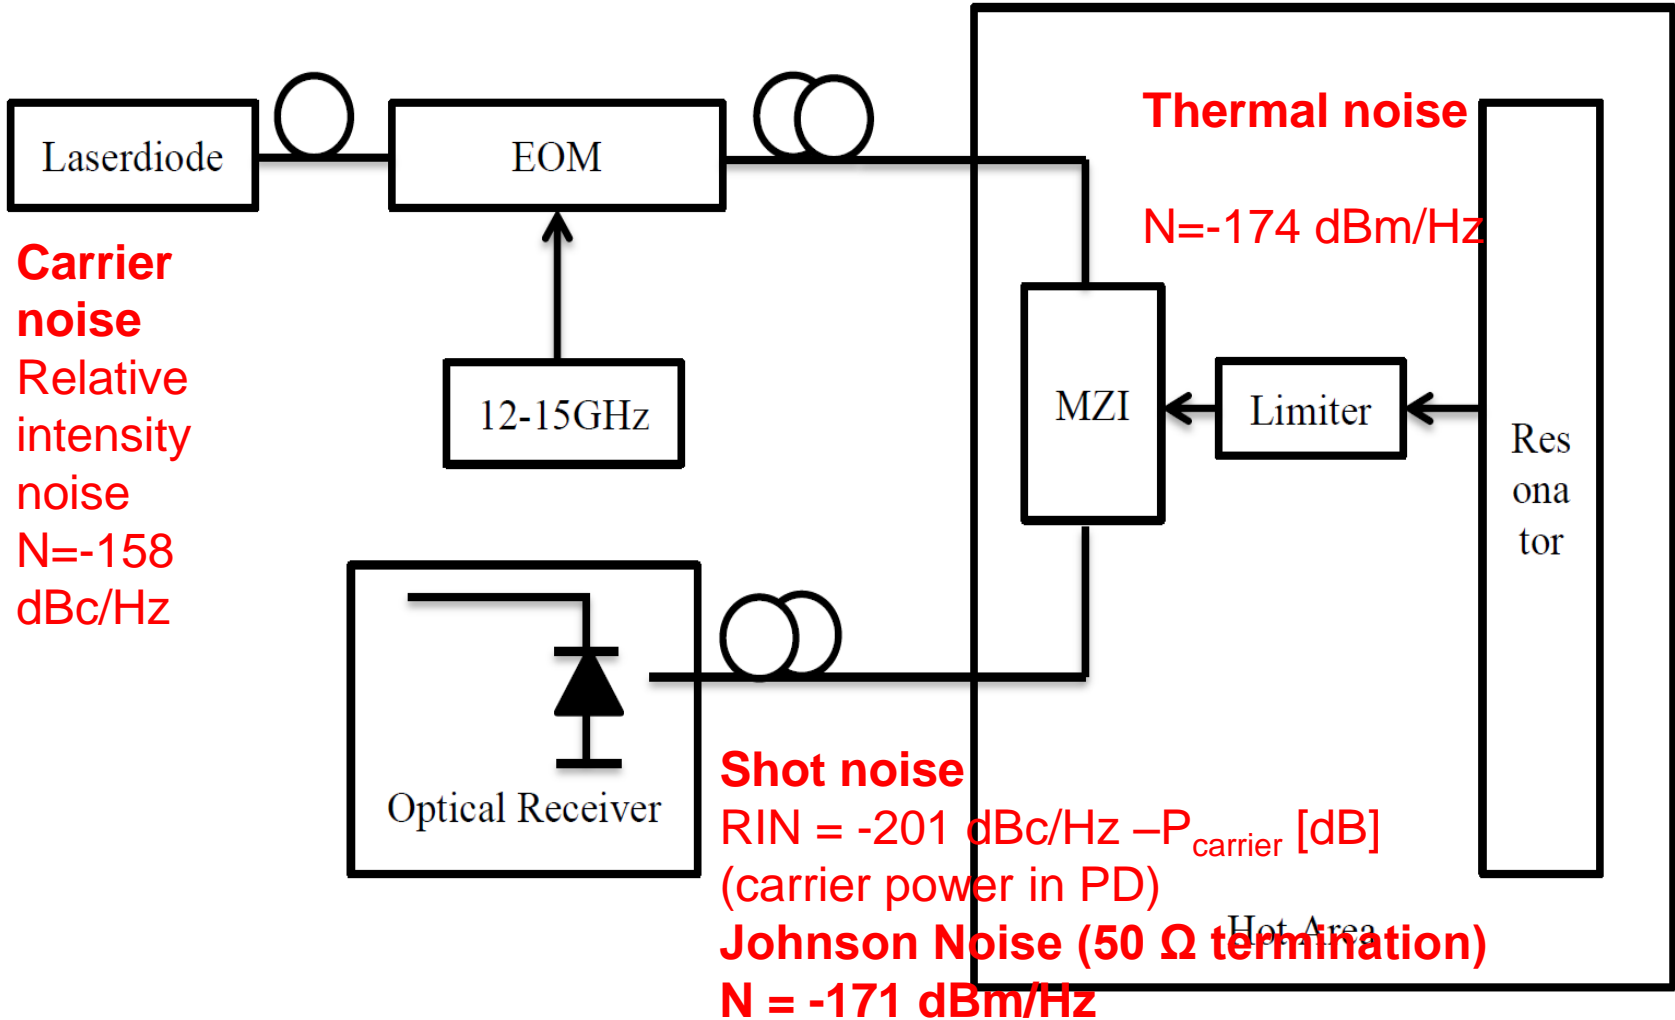 Laserdiode
EOM
Thermal noise
N=-174 dBm/Hz
Carrier
noise
Relative
intensity
noise
N=-158
dBc/Hz
12-15GHz
MZI
Limiter
Res
ona
tor
Optical Receiver
Shot noise
RIN = -201 dBc/Hz –Pcarrier [dB]
(carrier power in PD)
Hot Area
Johnson Noise (50 Ω termination)
N = -171 dBm/Hz